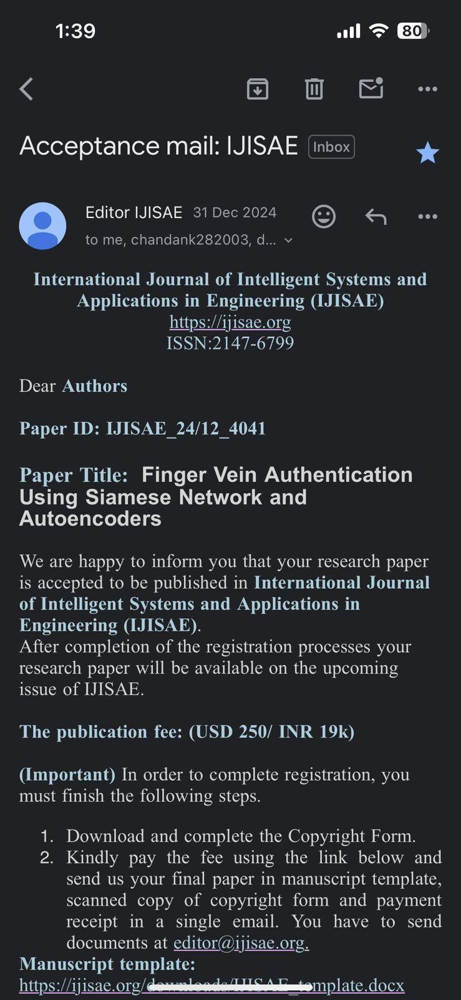 1:39
80
Acceptance mail: IJISAE Inbox
Editor IJISAE 31 Dec 2024
to me, chandank282003, d...
International Journal of Intelligent Systems and
Applications in Engineering (IJISAE)
https://ijisae.org
ISSN:2147-6799
Dear Authors
Paper ID: IJISAE_24/12_4041
Paper Title: Finger Vein Authentication
Using Siamese Network and
Autoencoders
We are happy to inform you that your research paper
is accepted to be published in International Journal
of Intelligent Systems and Applications in
Engineering (IJISAE).
After completion of the registration processes your
research paper will be available on the upcoming
issue of IJISAE.
The publication fee: (USD 250/ INR 19k)
(Important) In order to complete registration, you
must finish the following steps.
1. Download and complete the Copyright Form.
2. Kindly pay the fee using the link below and
send us your final paper in manuscript template,
scanned copy of copyright form and payment
receipt in a single email. You have to send
documents at editor@ijisae.org.
Manuscript template:
https://ijisae.org/downloads/IJISAE_template.docx